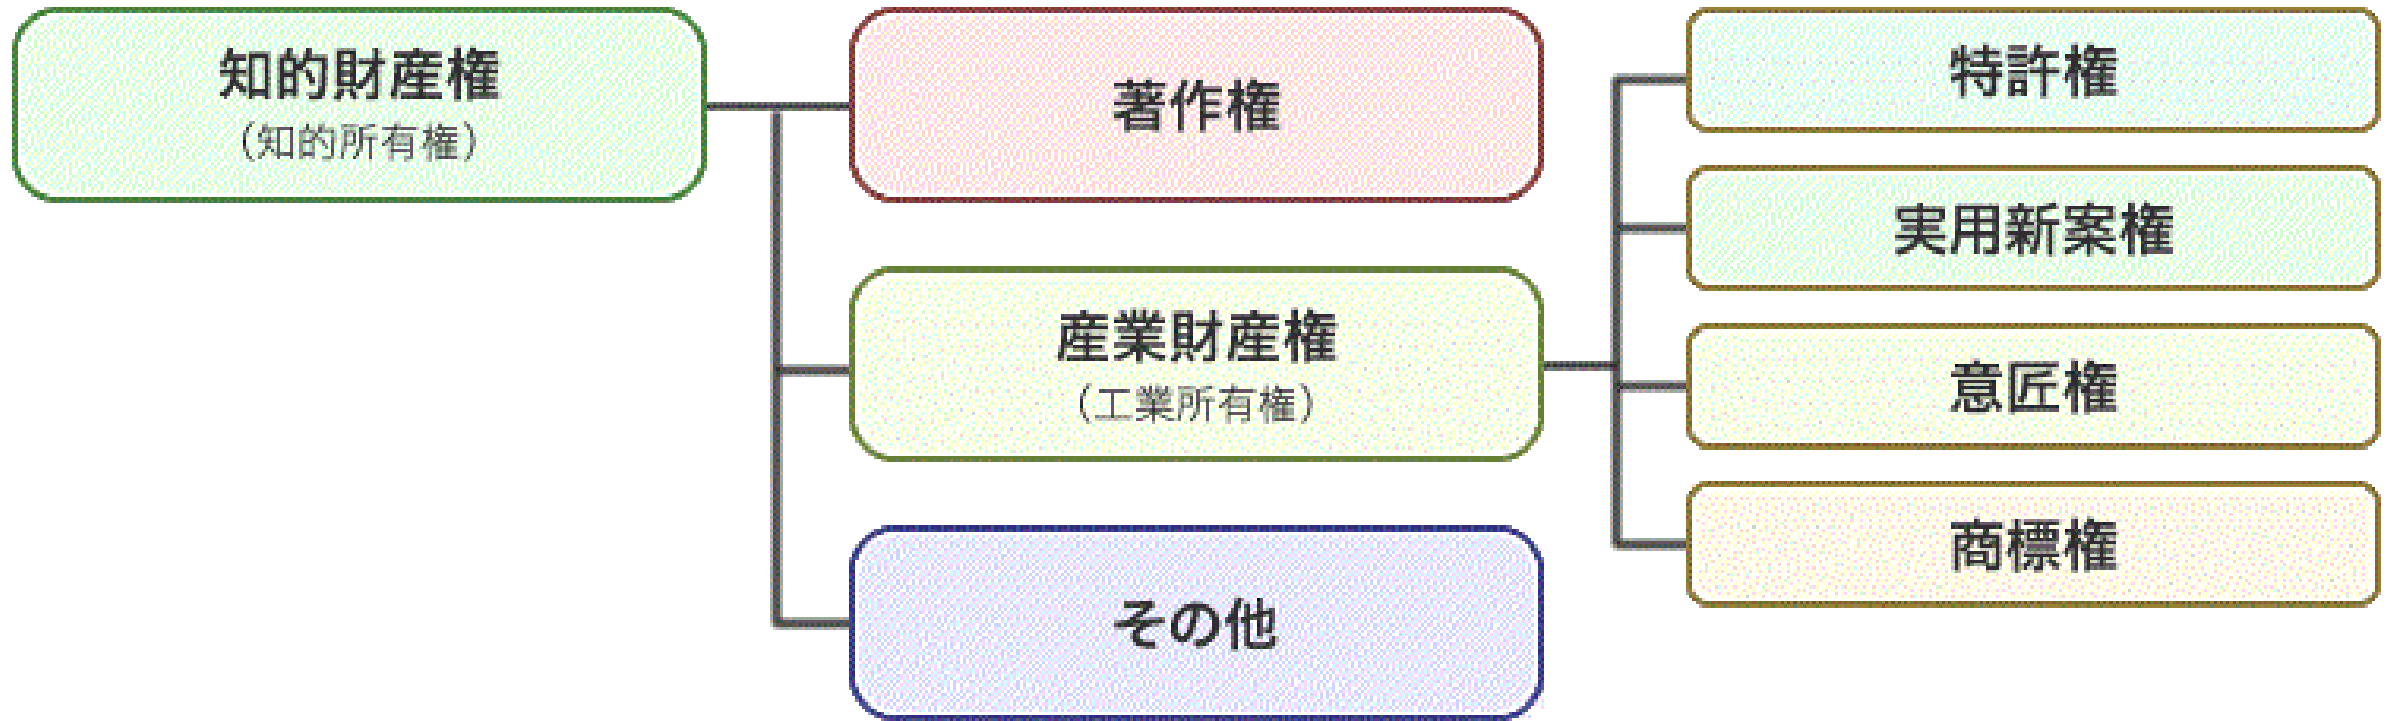 知的財産権
（知的所有権）
著作権
産業財産権
（工業所有権）
その他
特許権
実用新案権
意匠権
商標権